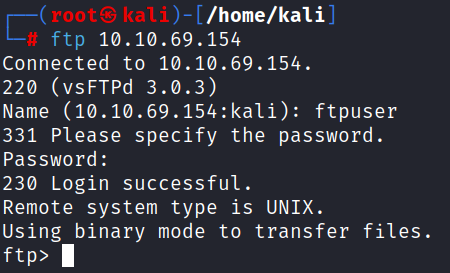 ┌──(root㉿kali)-[/home/kali]
└─# ftp 10.10.69.154
Connected to 10.10.69.154.
220 (vsFTPd 3.0.3)
Name (10.10.69.154:kali): ftpuser
331 Please specify the password.
Password:
230 Login successful.
Remote system type is UNIX.
Using binary mode to transfer files.
ftp>